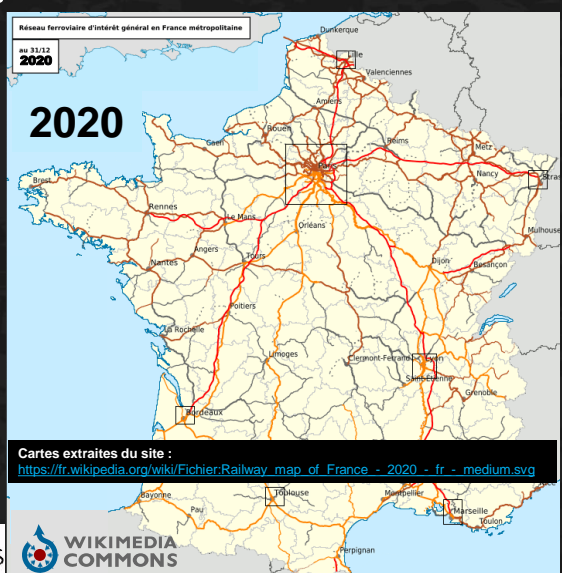 Réseau ferroviaire d'intérêt général en France métropolitaine
au 31/12
2020
2020
Dunkerque
Lille
Valenciennes
Amiens
Rouen
Caen
Reims
Metz
Paris
Nancy
Stras
Brest
Rennes
Le Mans
Orléans
Mulhouse
Angers
Nantes
Tours
Dijon
Besançon
Poitiers
La Rochelle
Limoges
Clermont-Ferrand
Lyon
Saint-Étienne
Grenoble
Bordeaux
Cartes extraites du site :
https://fr.wikipedia.org/wiki/Fichier:Railway_map_of_France_-_2020_-_fr_-_medium.svg
Bayonne
Toulouse
Montpellier
Pau
Marseille
Toulon
Perpignan
WIKIMEDIA
COMMONS
S